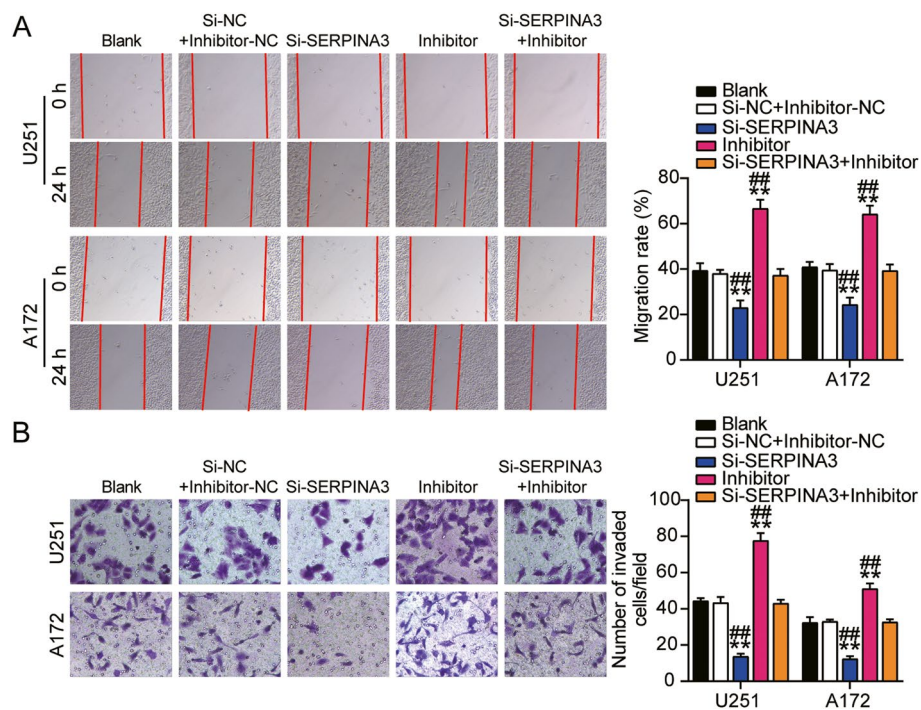 A
Blank
Si-NC
+Inhibitor-NC
Si-SERPINA3
Inhibitor
Si-SERPINA3
+Inhibitor
U251
0 h
24 h
A172
0 h
24 h
Blank
Si-NC+Inhibitor-NC
Si-SERPINA3
Inhibitor
Si-SERPINA3+Inhibitor
Migration rate (%)
80
60
40
20
0
##
**
##
**
##
**
##
**
U251
A172
B
Blank
Si-NC
+Inhibitor-NC
Si-SERPINA3
Inhibitor
Si-SERPINA3
+Inhibitor
U251
A172
Blank
Si-NC+Inhibitor-NC
Si-SERPINA3
Inhibitor
Si-SERPINA3+Inhibitor
Number of invaded
cells/field
100
80
60
40
20
0
##
**
##
**
##
**
##
**
U251
A172